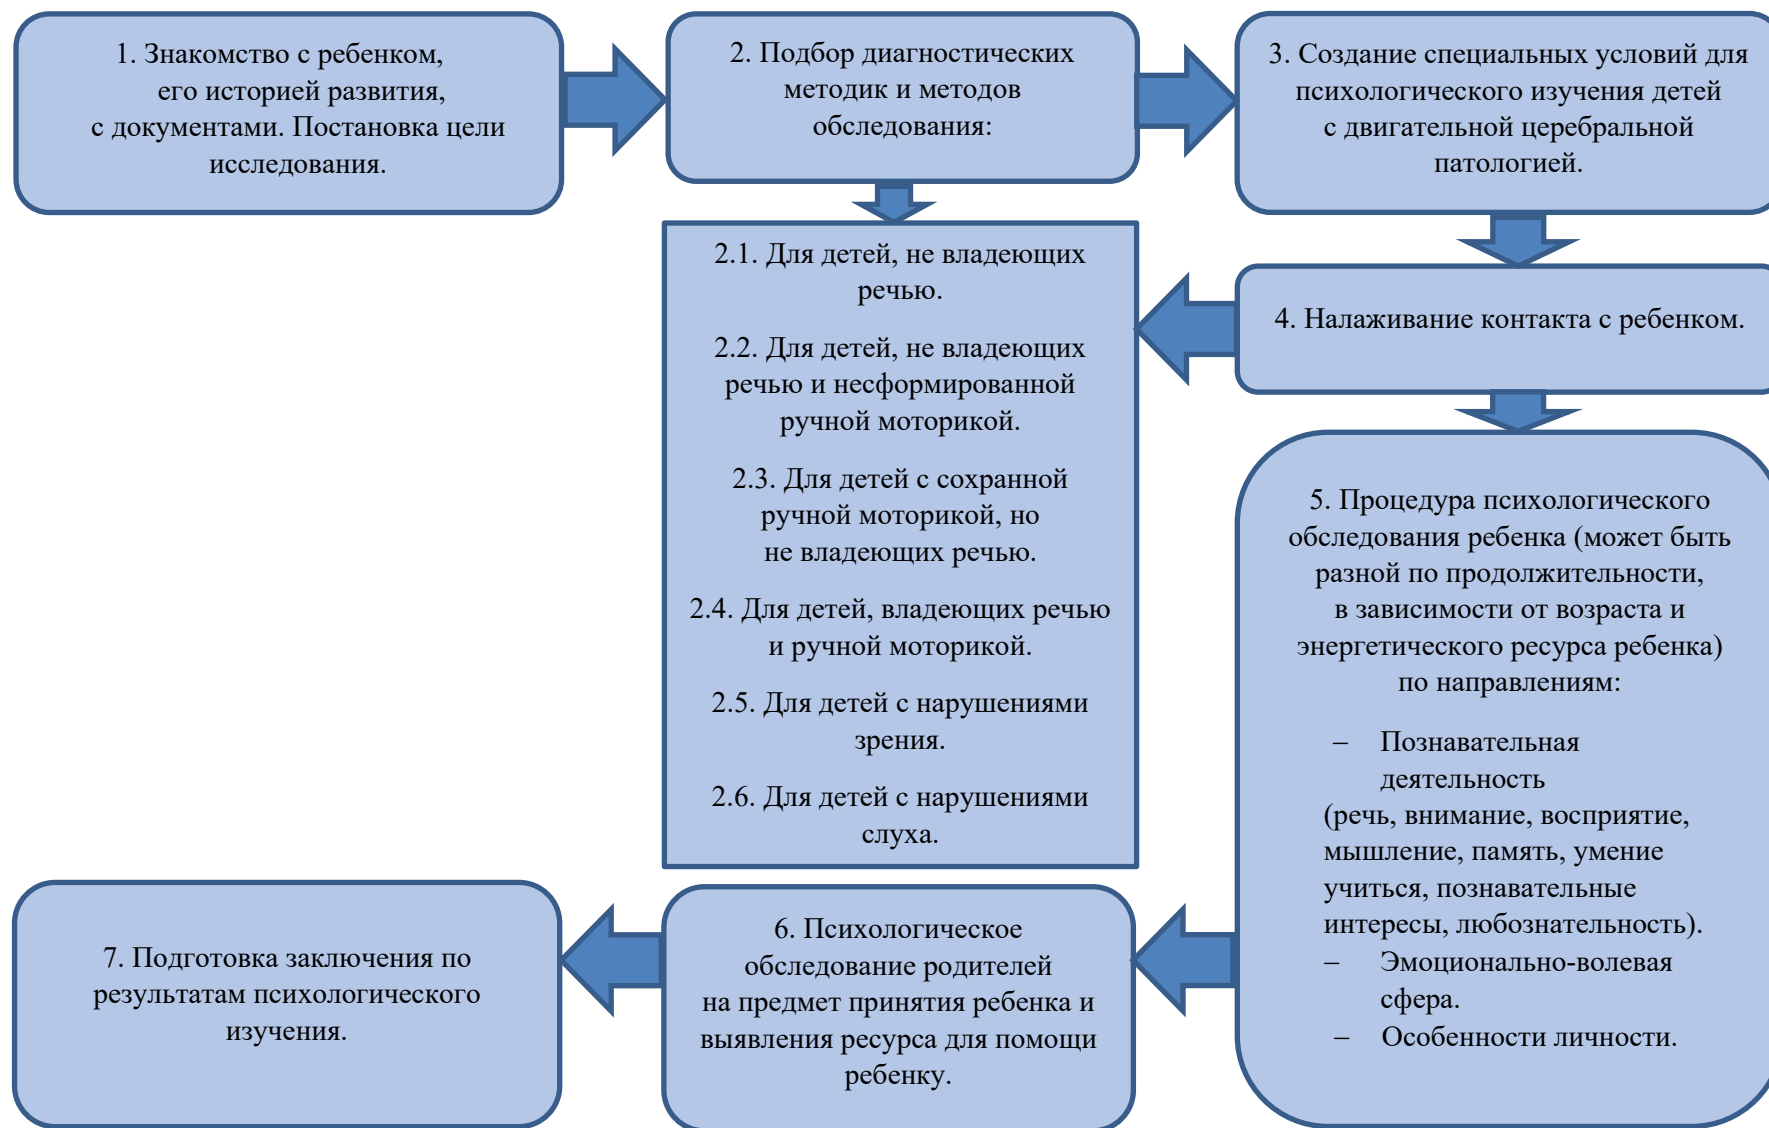 1. Знакомство с ребенком,
его историей развития,
с документами. Постановка цели
исследования.
2. Подбор диагностических
методик и методов
обследования:
3. Создание специальных условий для
психологического изучения детей
с двигательной церебральной
патологией.
2.1. Для детей, не владеющих
речью.
2.2. Для детей, не владеющих
речью и несформированной
ручной моторикой.
2.3. Для детей с сохранной
ручной моторикой, но
не владеющих речью.
2.4. Для детей, владеющих речью
и ручной моторикой.
2.5. Для детей с нарушениями
зрения.
2.6. Для детей с нарушениями
слуха.
4. Налаживание контакта с ребенком.
5. Процедура психологического
обследования ребенка (может быть
разной по продолжительности,
в зависимости от возраста и
энергетического ресурса ребенка)
по направлениям:
– Познавательная
деятельность
(речь, внимание, восприятие,
мышление, память, умение
учиться, познавательные
интересы, любознательность).
– Эмоционально-волевая
сфера.
– Особенности личности.
6. Психологическое
обследование родителей
на предмет принятия ребенка и
выявления ресурса для помощи
ребенку.
7. Подготовка заключения по
результатам психологического
изучения.